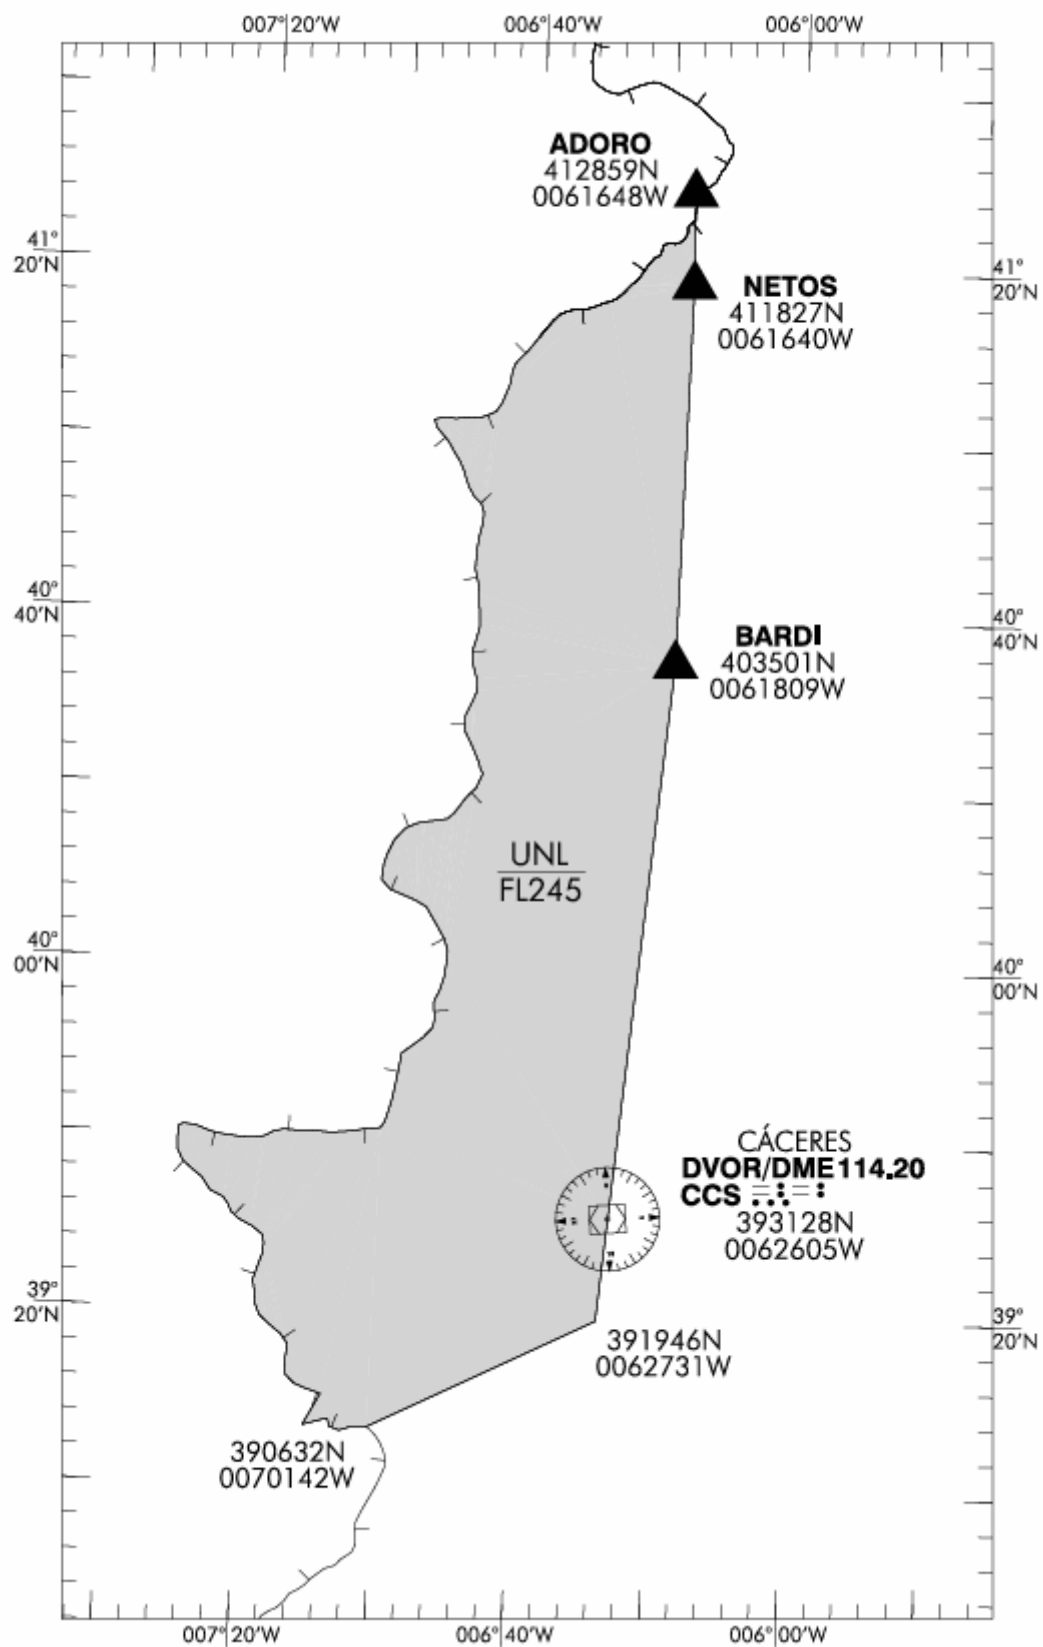 007°20'W
006°40'W
006°00'W
ADORO
412859N
0061648W
41°
20'N
41°
20'N
NETOS
411827N
0061640W
40°
40'N
40°
40'N
BARDI
403501N
0061809W
UNL
FL245
40°
00'N
40°
00'N
CÁCERES
DVOR/DME 114.20
CCS
393128N
0062605W
39°
20'N
39°
20'N
391946N
0062731W
390632N
0070142W
007°20'W
006°40'W
006°00'W